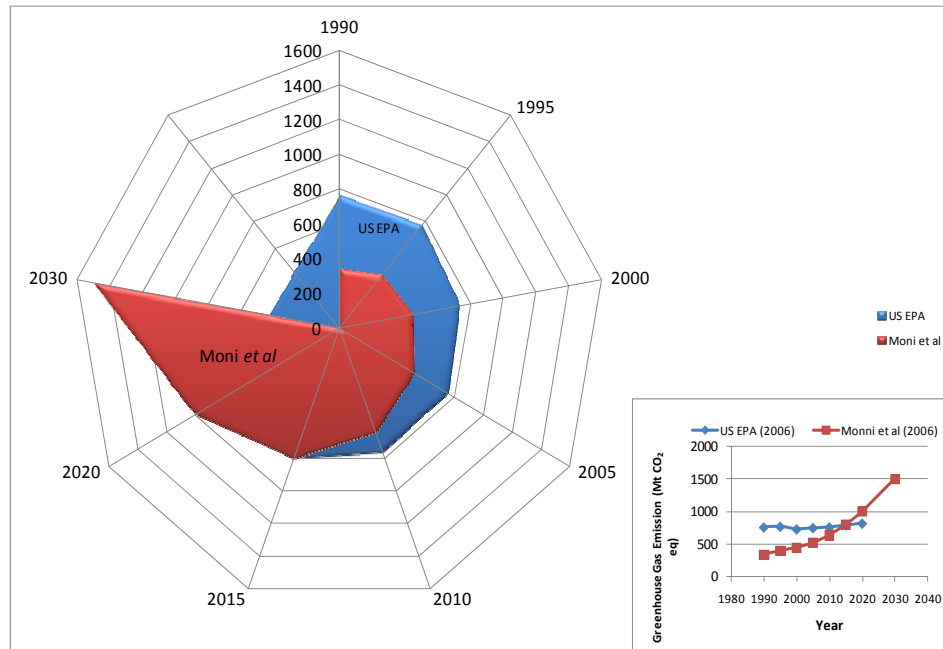 1990
1600
1400
1200
1000
800
600
400
200
0
1995
2000
2005
2010
2015
2020
2030
US EPA
Moni et al
US EPA
Moni et al
US EPA (2006) Monni et al (2006)
Greenhouse Gas Emission (Mt CO₂
eq)
2000
1500
1000
500
0
1980 1990 2000 2010 2020 2030 2040
Year